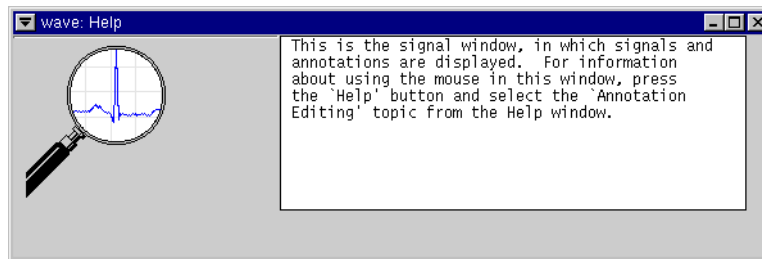 wave: Help
This is the signal window, in which signals and
annotations are displayed.  For information
about using the mouse in this window, press
the `Help' button and select the `Annotation
Editing' topic from the Help window.